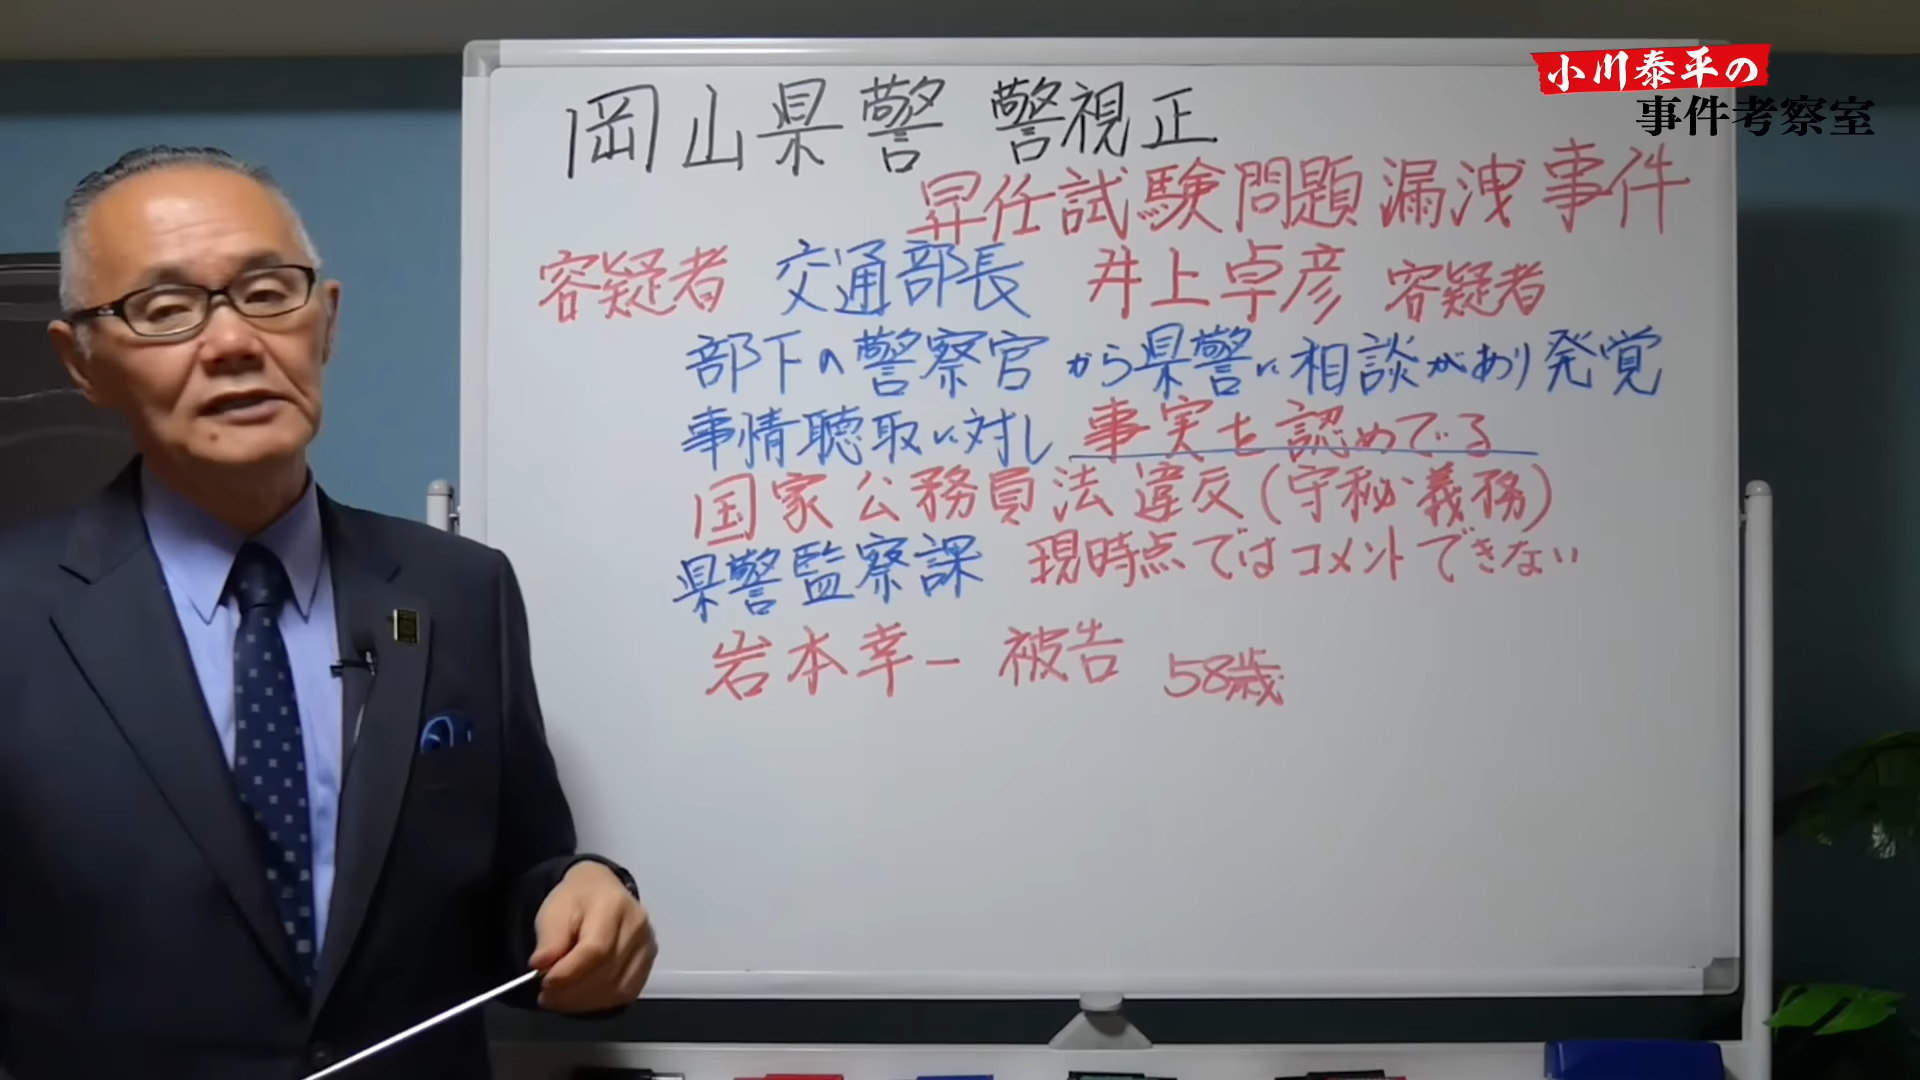 小川泰平の
事件考察室
岡山県警 警視正
昇任試験問題漏洩事件
容疑者 交通部長 井上卓彦 容疑者
部下の警察官から県警に相談があり発覚
事情聴取に対し 事実を認めてる
国家公務員法違反(守秘義務)
県警監察課 現時点ではコメントできない
岩本幸一 被告 58歳